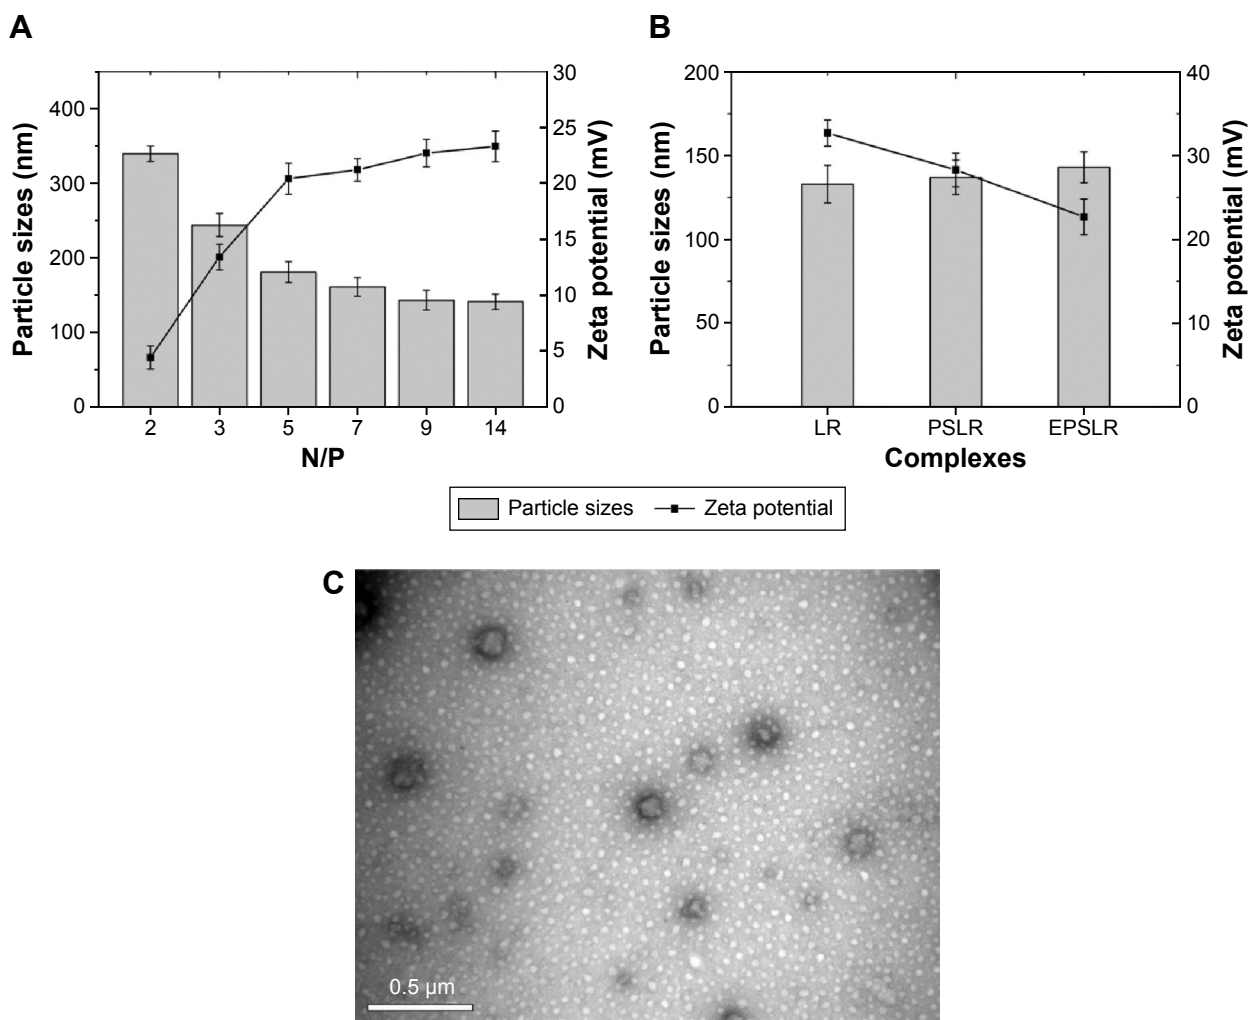 A
B
400
300
200
100
0
Particle sizes (nm)
30
25
20
15
10
5
0
Zeta potential (mV)
2 3 5 7 9 14
N/P
200
150
100
50
0
Particle sizes (nm)
40
30
20
10
0
Zeta potential (mV)
LR PSLR EPSLR
Complexes
Particle sizes Zeta potential
C
0.5 µm